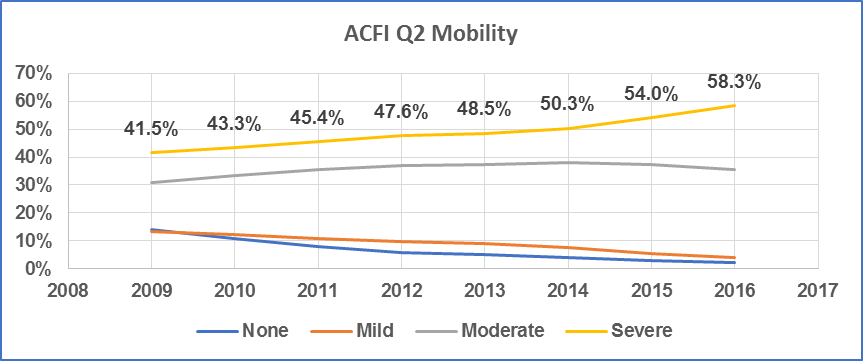 ACFI Q2 Mobility
70%
60%
50%
40%
30%
20%
10%
0%
41.5% 43.3% 45.4% 47.6% 48.5% 50.3% 54.0% 58.3%
2008 2009 2010 2011 2012 2013 2014 2015 2016 2017
None Mild Moderate Severe